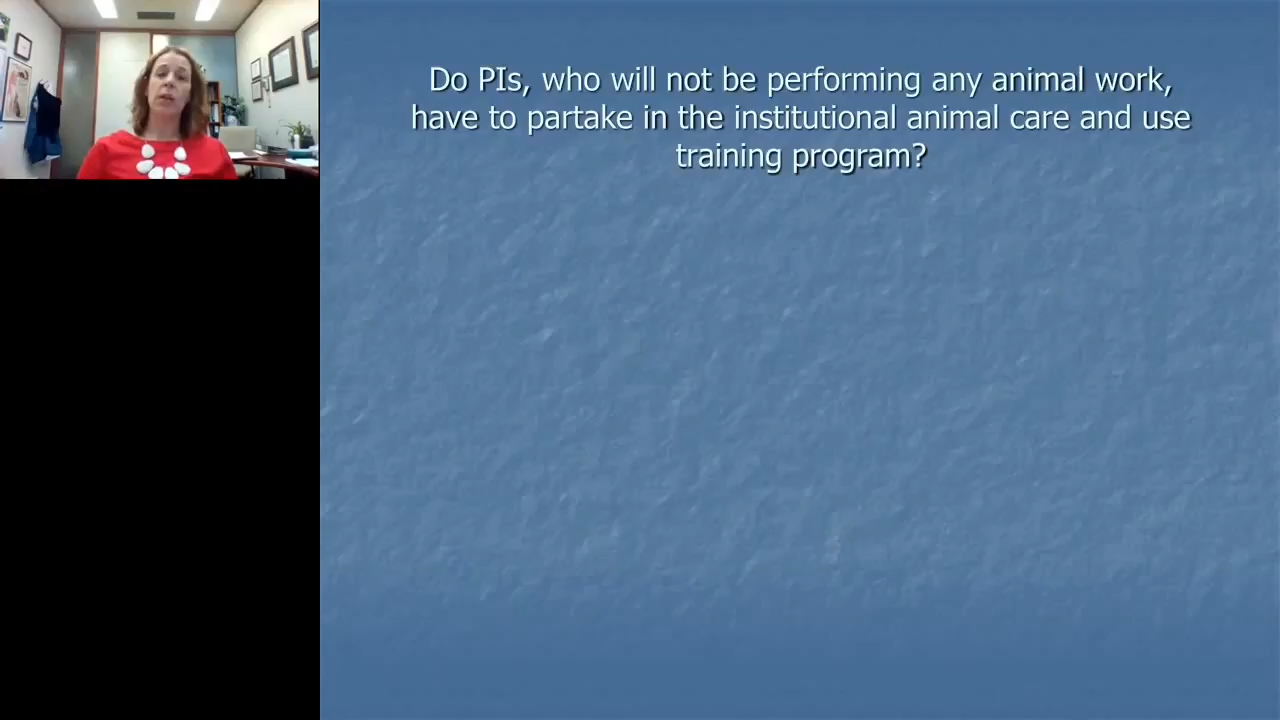 Do PIs, who will not be performing any animal work,
have to partake in the institutional animal care and use
training program?